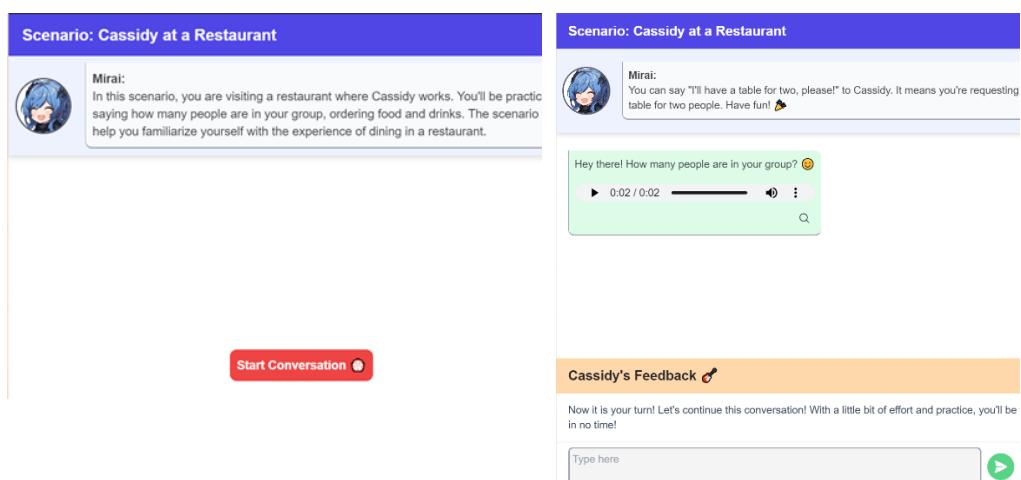 Scenario: Cassidy at a Restaurant
Mirai:
In this scenario, you are visiting a restaurant where Cassidy works. You'll be practic
saying how many people are in your group, ordering food and drinks. The scenario
help you familiarize yourself with the experience of dining in a restaurant.
Start Conversation
Scenario: Cassidy at a Restaurant
Mirai:
You can say "I'll have a table for two, please!" to Cassidy. It means you're requesting
table for two people. Have fun! 🎉
Hey there! How many people are in your group? 😊
0:02 / 0:02
Cassidy's Feedback 🎸
Now it is your turn! Let's continue this conversation! With a little bit of effort and practice, you'll be
in no time!
Type here